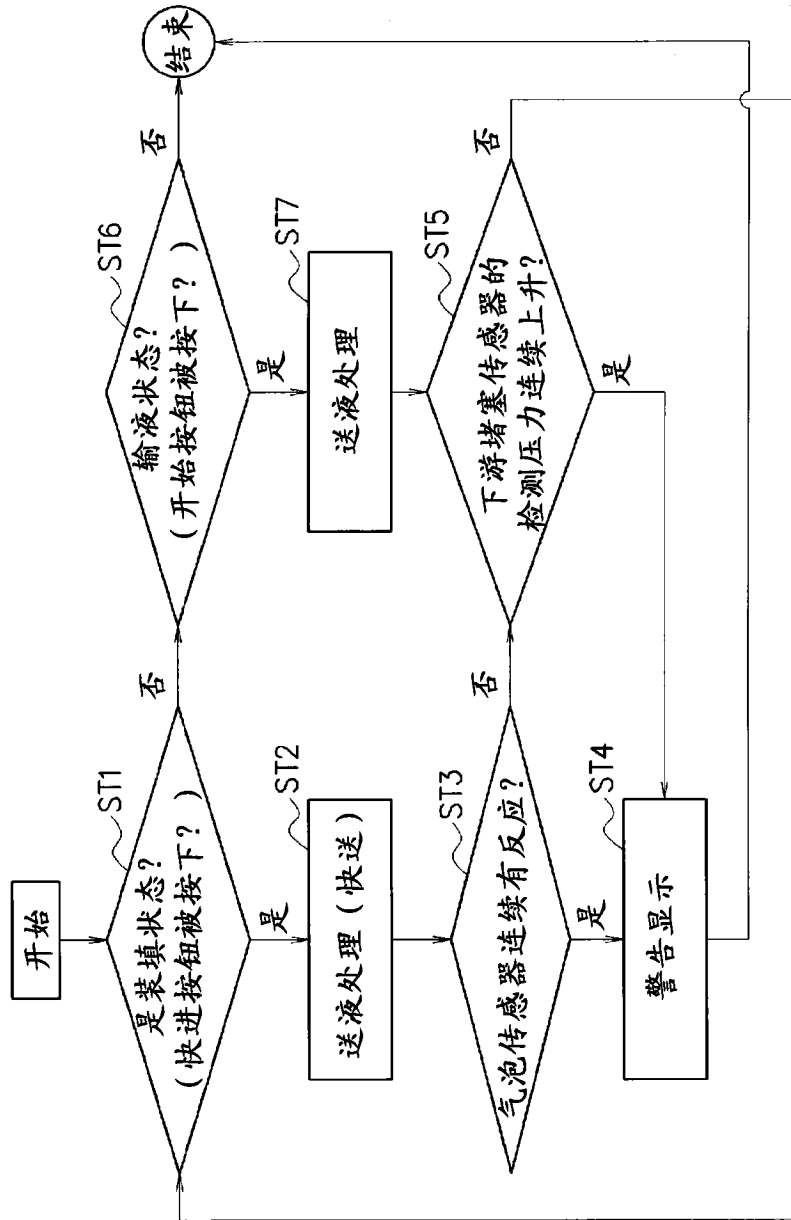 开始
ST1
是装填状态？
（快进按钮被按下？）
否
是
ST2
送液处理（快送）
ST3
气泡传感器连续有反应？
否
是
ST4
警告显示
ST6
输液状态？
（开始按钮被按下？）
否
是
结束
ST7
送液处理
ST5
下游堵塞传感器的
检测压力连续上升？
否
是